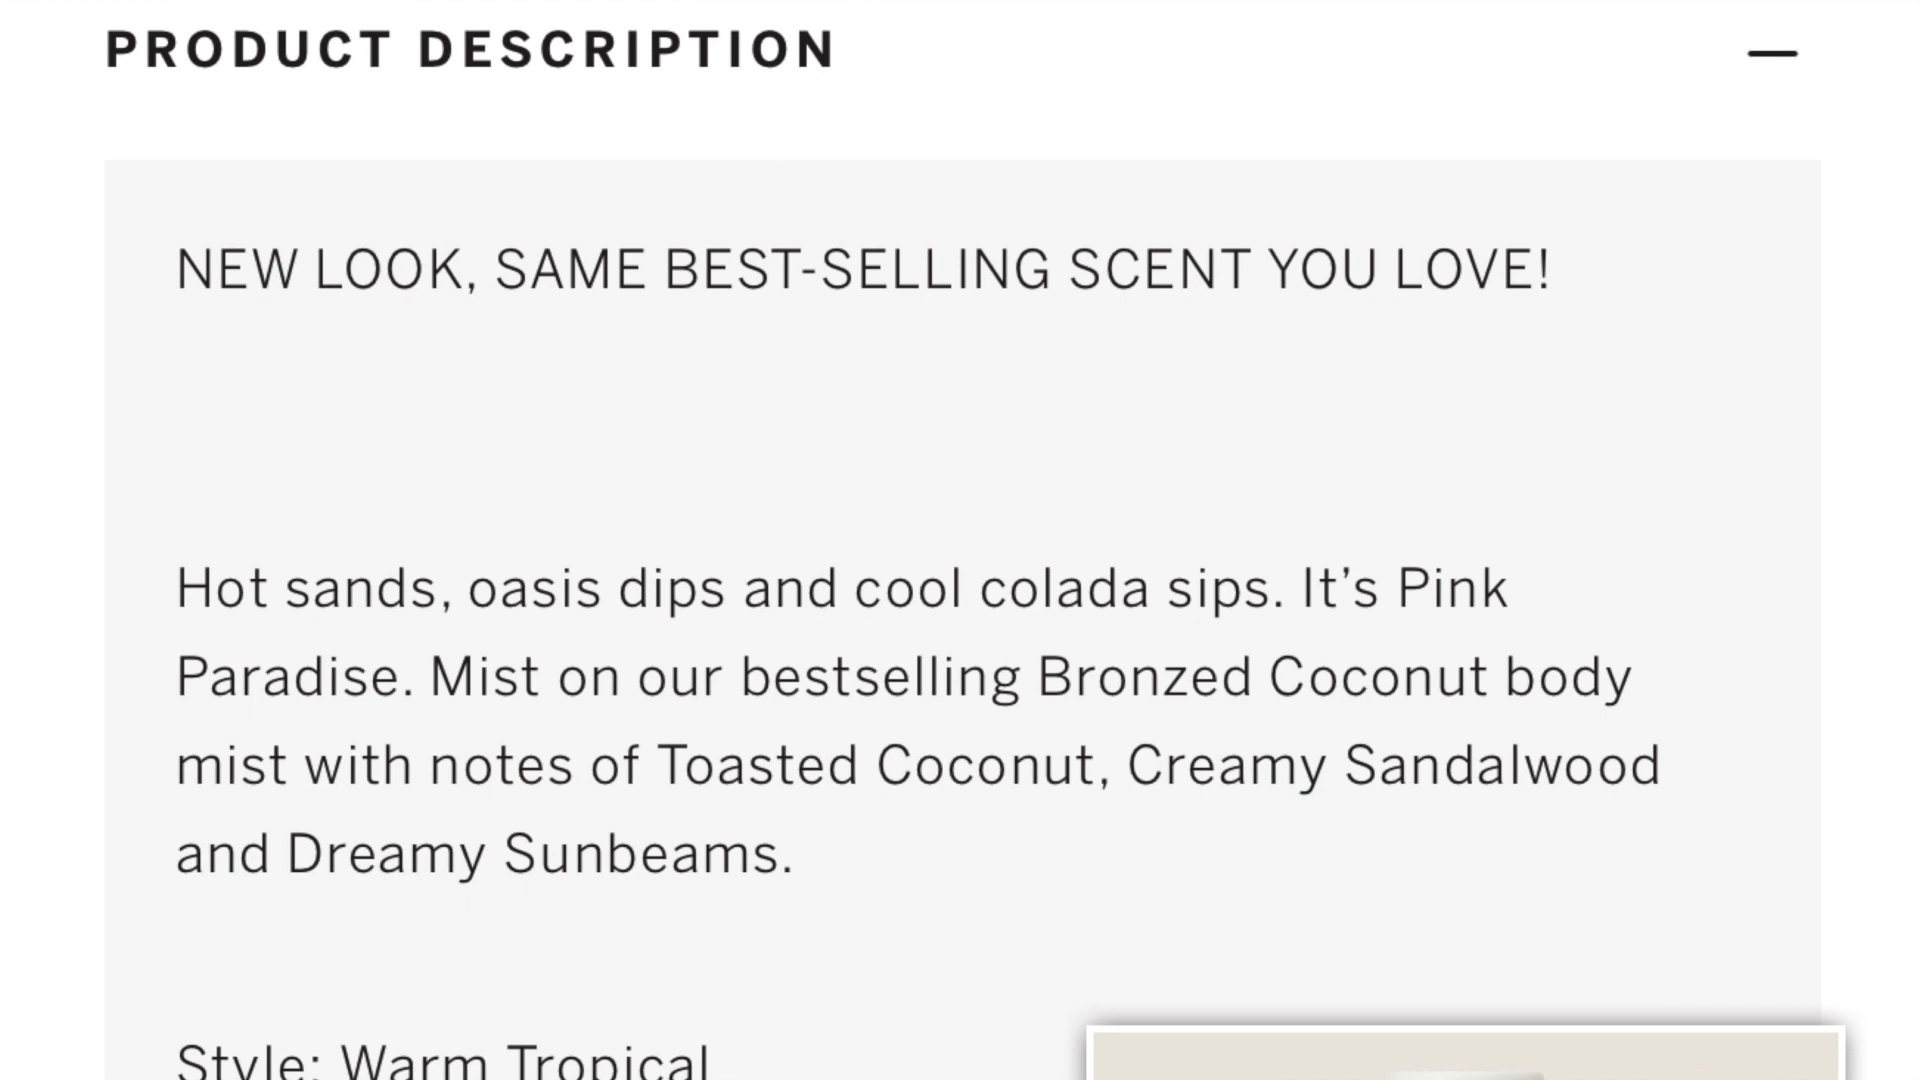 PRODUCT DESCRIPTION
NEW LOOK, SAME BEST-SELLING SCENT YOU LOVE!
Hot sands, oasis dips and cool colada sips. It’s Pink
Paradise. Mist on our bestselling Bronzed Coconut body
mist with notes of Toasted Coconut, Creamy Sandalwood
and Dreamy Sunbeams.
Style: Warm Tropical